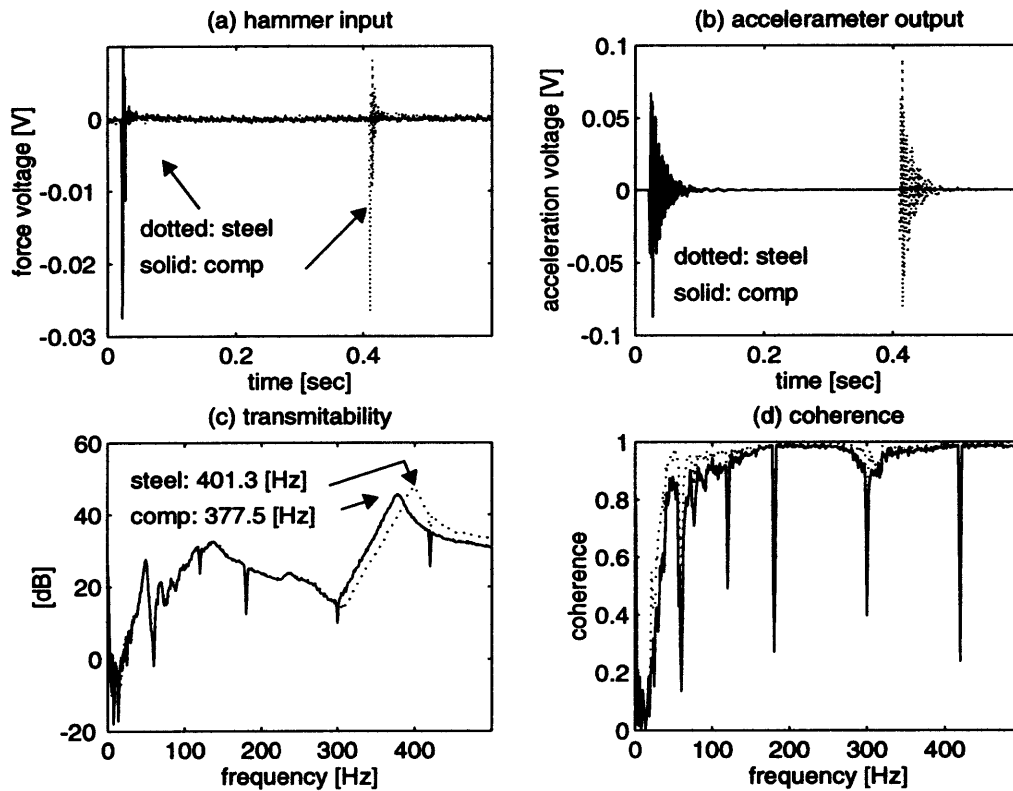 (a) hammer input
force voltage [V]
0
-0.01
-0.02
-0.03
dotted: steel
solid: comp
0
0.2
0.4
time [sec]
(b) accelerameter output
acceleration voltage [V]
0.1
0.05
0
-0.05
-0.1
dotted: steel
solid: comp
0
0.2
0.4
time [sec]
(c) transmitability
[dB]
60
40
20
0
-20
steel: 401.3 [Hz]
comp: 377.5 [Hz]
0
100
200
300
400
frequency [Hz]
(d) coherence
coherence
1
0.8
0.6
0.4
0.2
0
0
100
200
300
400
frequency [Hz]